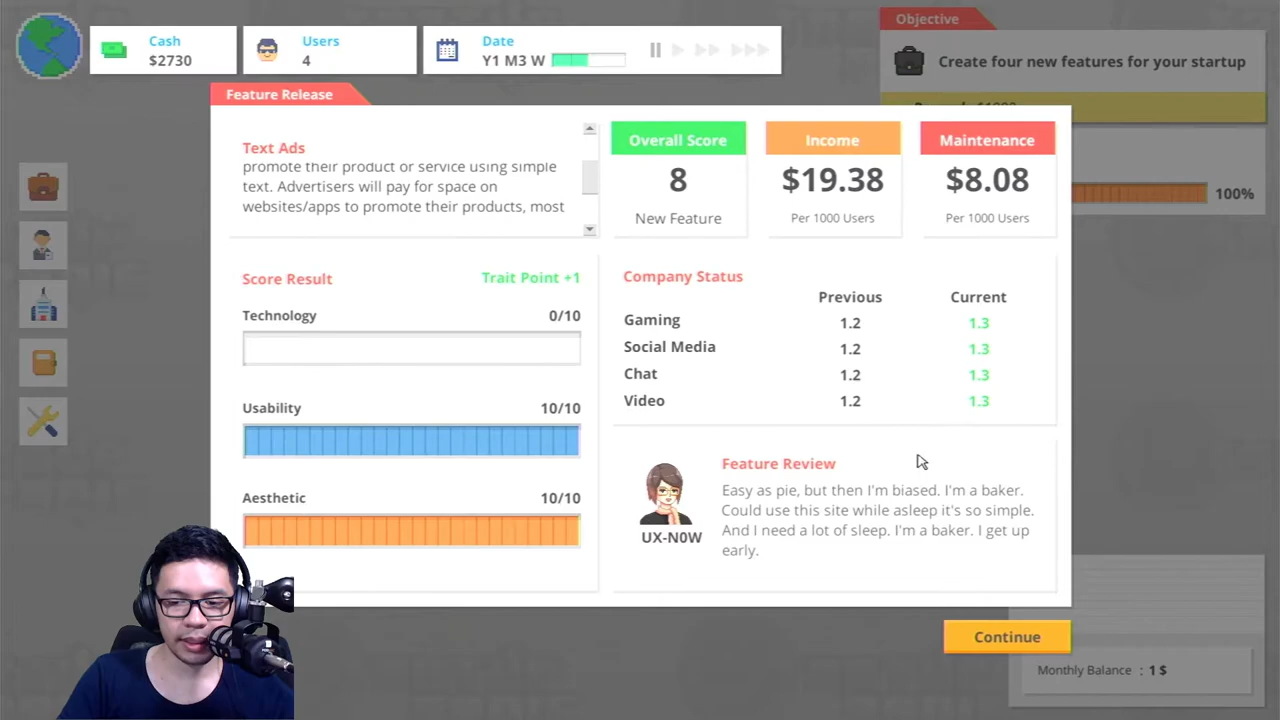 Cash
$2730
Users
4
Date
Y1 M3 W
Objective
Create four new features for your startup
Feature Release
Text Ads
promote their product or service using simple
text. Advertisers will pay for space on
websites/apps to promote their products, most
Overall Score
8
New Feature
Income
$19.38
Per 1000 Users
Maintenance
$8.08
Per 1000 Users
100%
Score Result
Trait Point +1
Technology
0/10
Usability
10/10
Aesthetic
10/10
Company Status
Previous
Current
Gaming
1.2
1.3
Social Media
1.2
1.3
Chat
1.2
1.3
Video
1.2
1.3
Feature Review
Easy as pie, but then I'm biased. I'm a baker.
Could use this site while asleep it's so simple.
And I need a lot of sleep. I'm a baker. I get up
early.
UX-N0W
Continue
Monthly Balance : 1 $